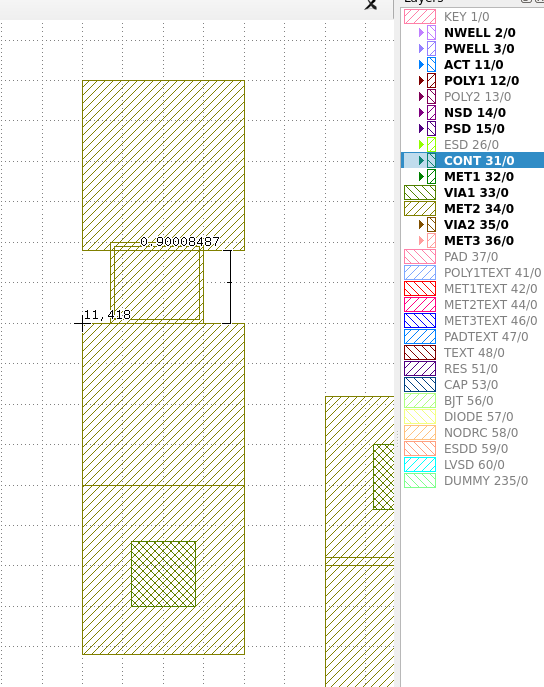 Layers
KEY 1/0
NWELL 2/0
PWELL 3/0
ACT 11/0
POLY1 12/0
POLY2 13/0
NSD 14/0
PSD 15/0
ESD 26/0
CONT 31/0
MET1 32/0
VIA1 33/0
MET2 34/0
VIA2 35/0
MET3 36/0
PAD 37/0
POLY1TEXT 41/0
MET1TEXT 42/0
MET2TEXT 44/0
MET3TEXT 46/0
PADTEXT 47/0
TEXT 48/0
RES 51/0
CAP 53/0
BJT 56/0
DIODE 57/0
NODRC 58/0
ESDD 59/0
LVSD 60/0
DUMMY 235/0
0,90008487
11,418